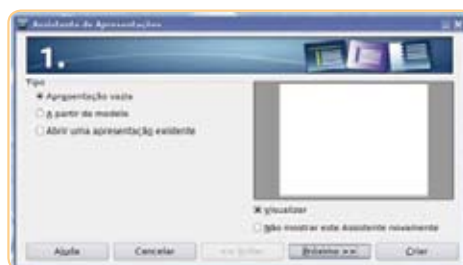 Assistente de Apresentações
1.
Tipo
Apresentação vazia
A partir do modelo
Abrir uma apresentação existente
Visualizar
Não mostrar este Assistente novamente
Ajuda
Cancelar
<< Voltar
Próximo >>
Criar